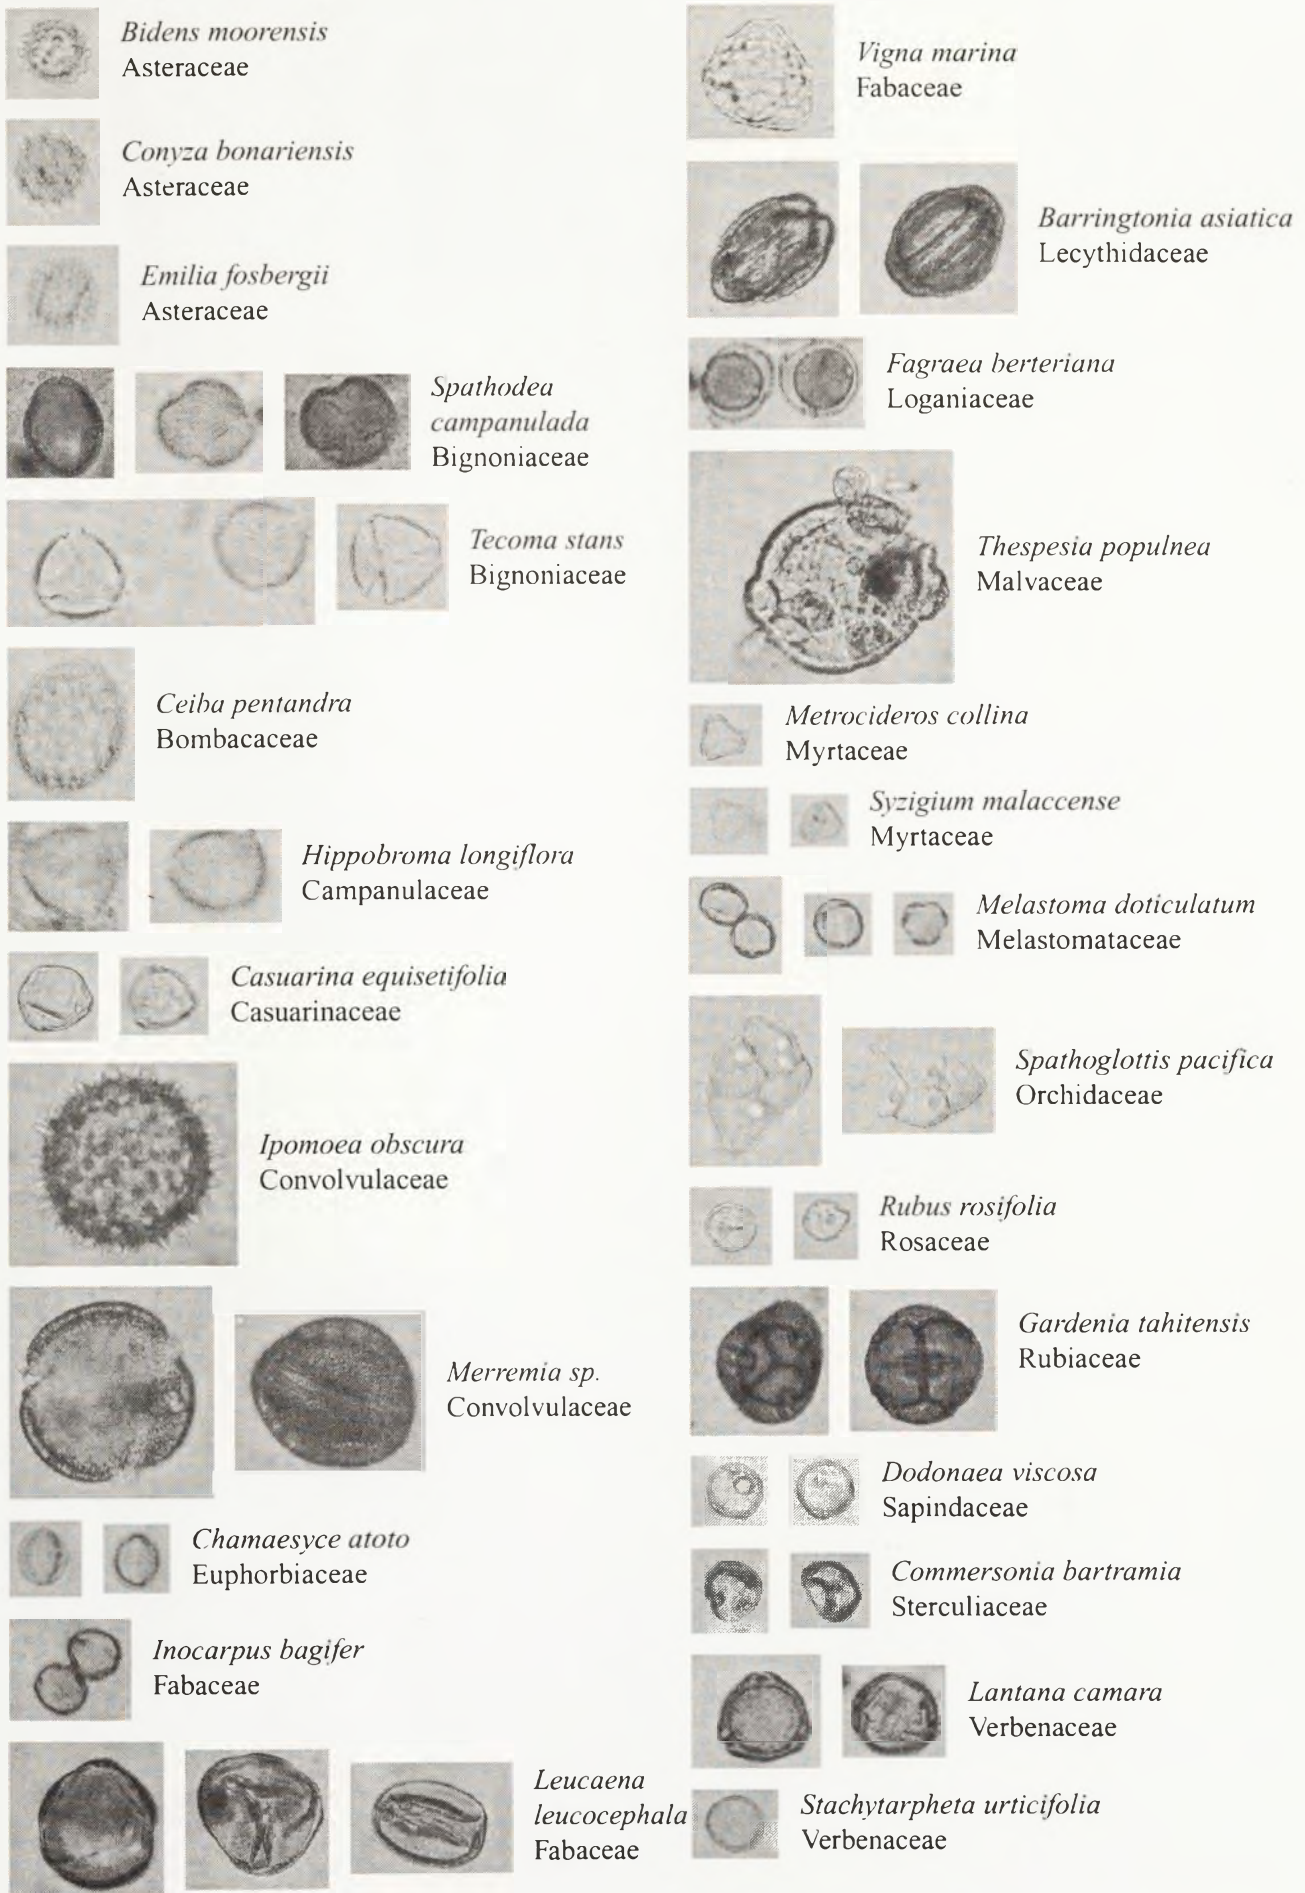 Bidens moorensis
Asteraceae
Conyza bonariensis
Asteraceae
Emilia fosbergii
Asteraceae
Spathodea
campanulada
Bignoniaceae
Tecoma stans
Bignoniaceae
Ceiba pentandra
Bombacaceae
Hippobroma longiflora
Campanulaceae
Casuarina equisetifolia
Casuarinaceae
Ipomoea obscura
Convolvulaceae
Merremia sp.
Convolvulaceae
Chamaesyce atoto
Euphorbiaceae
Inocarpus bagifer
Fabaceae
Leucaena
leucocephala
Fabaceae
Vigna marina
Fabaceae
Barringtonia asiatica
Lecythidaceae
Fagraea berteriana
Loganiaceae
Thespesia populnea
Malvaceae
Metrocideros collina
Myrtaceae
Syzigium malaccense
Myrtaceae
Melastoma doticulatum
Melastomataceae
Spathoglottis pacifica
Orchidaceae
Rubus rosifolia
Rosaceae
Gardenia tahitensis
Rubiaceae
Dodonaea viscosa
Sapindaceae
Commersonia bartramia
Sterculiaceae
Lantana camara
Verbenaceae
Stachytarpheta urticifolia
Verbenaceae